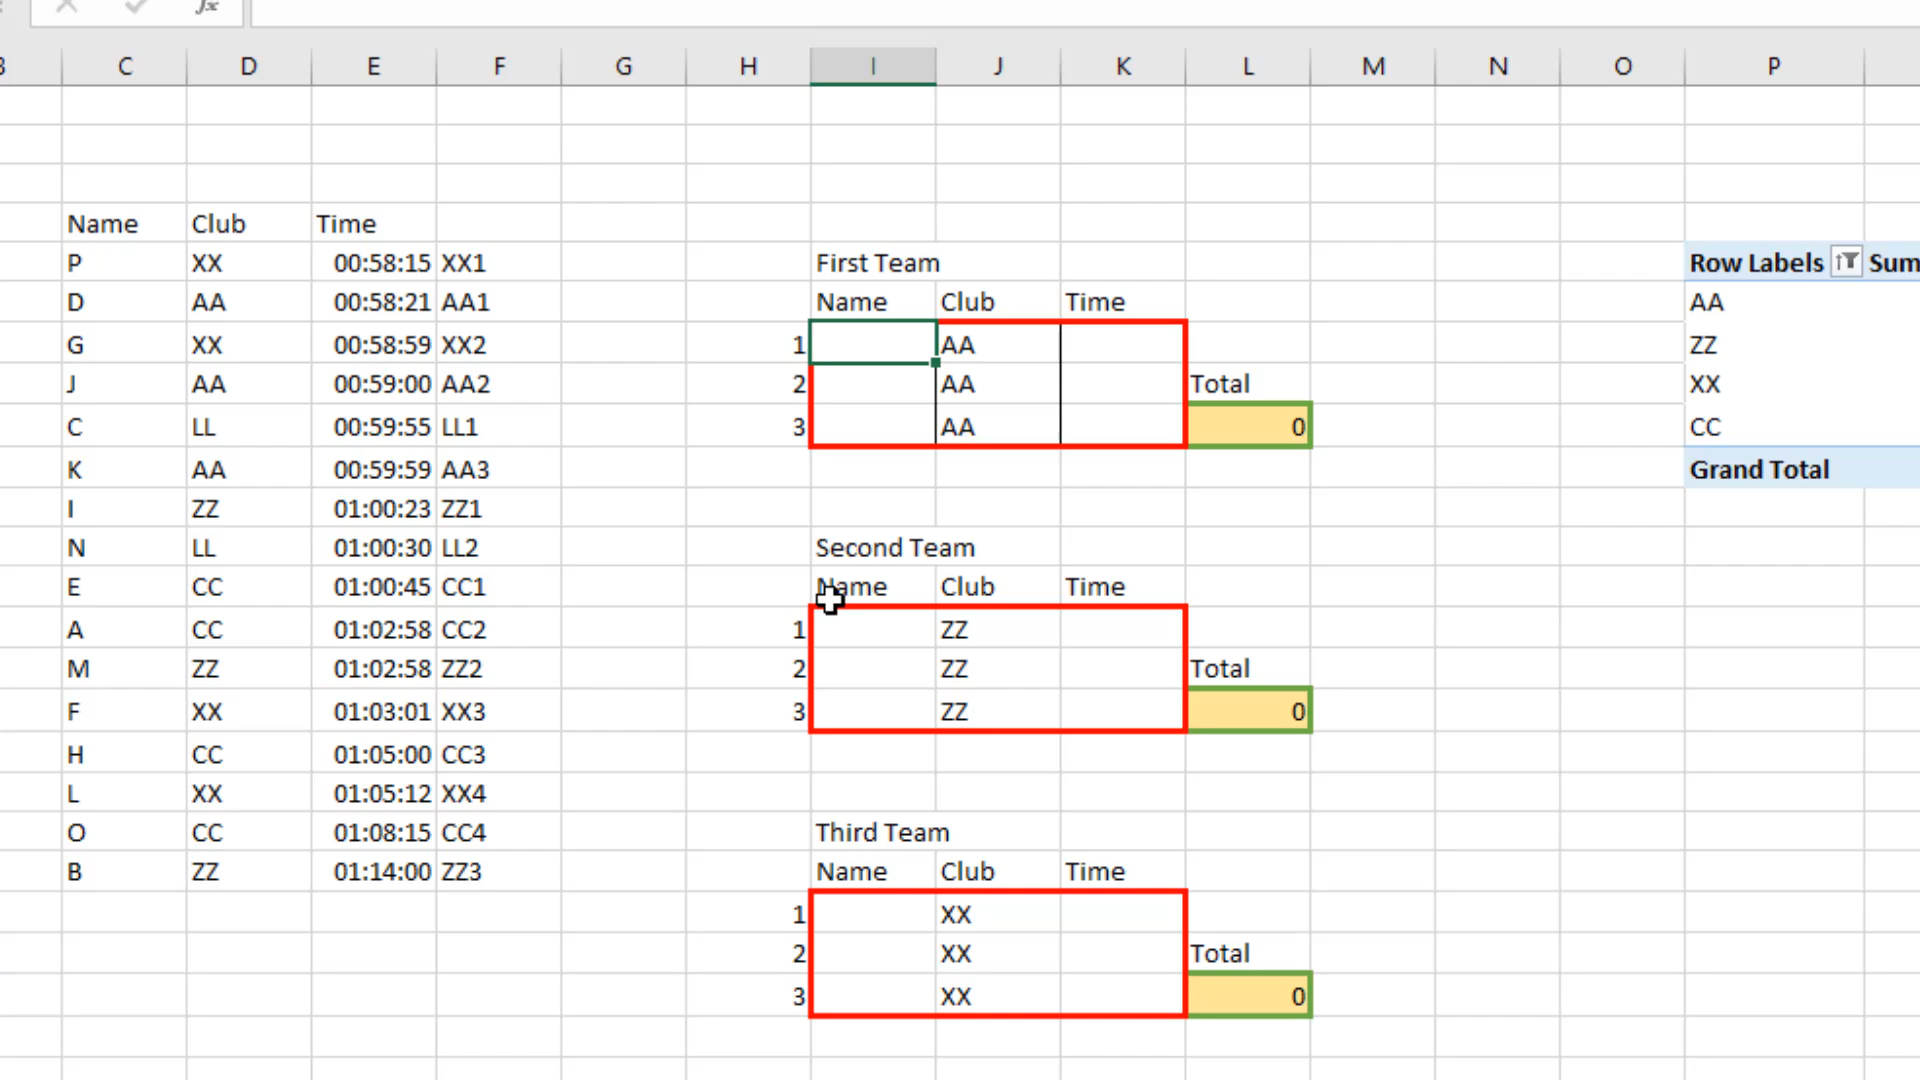 fx
C D E F G H I J K L M N O P
Name Club Time
P XX 00:58:15 XX1 First Team Row Labels Sum
D AA 00:58:21 AA1 Name Club Time AA
G XX 00:58:59 XX2 1 AA ZZ
J AA 00:59:00 AA2 2 AA Total XX
C LL 00:59:55 LL1 3 AA 0 CC
K AA 00:59:59 AA3 Grand Total
I ZZ 01:00:23 ZZ1
N LL 01:00:30 LL2 Second Team
E CC 01:00:45 CC1 Name Club Time
A CC 01:02:58 CC2 1 ZZ
M ZZ 01:02:58 ZZ2 2 ZZ Total
F XX 01:03:01 XX3 3 ZZ 0
H CC 01:05:00 CC3
L XX 01:05:12 XX4
O CC 01:08:15 CC4 Third Team
B ZZ 01:14:00 ZZ3 Name Club Time
1 XX
2 XX Total
3 XX 0